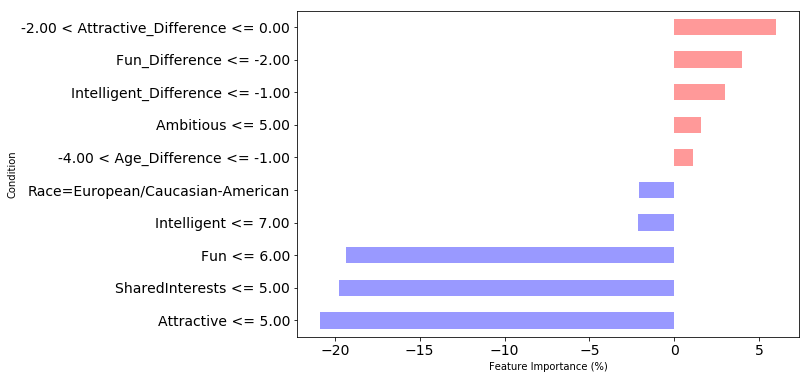 -2.00 < Attractive_Difference <= 0.00
Fun_Difference <= -2.00
Intelligent_Difference <= -1.00
Ambitious <= 5.00
-4.00 < Age_Difference <= -1.00
Race=European/Caucasian-American
Intelligent <= 7.00
Fun <= 6.00
SharedInterests <= 5.00
Attractive <= 5.00
Condition
−20 −15 −10 −5 0 5
Feature Importance (%)